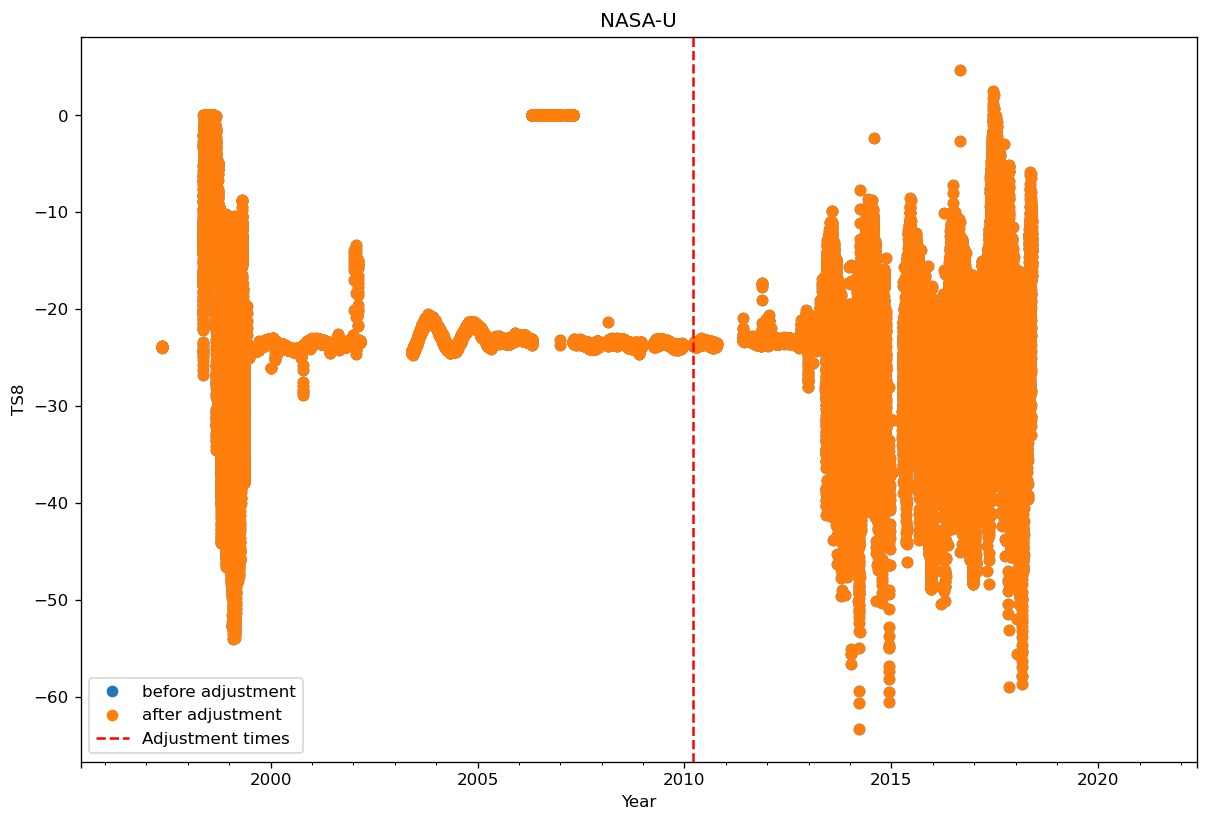 NASA-U
0
−10
−20
−30
−40
−50
−60
TS8
before adjustment
after adjustment
Adjustment times
2000
2005
2010
2015
2020
Year